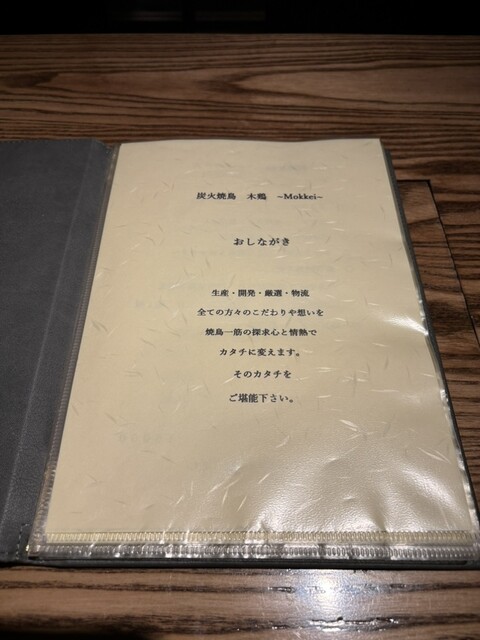 炭火焼鳥　木鶏　~Mokkei~
おしながき
生産・開発・厳選・物流
全ての方々のこだわりや想いを
焼鳥一筋の探求心と情熱で
カタチに変えます。
そのカタチを
ご堪能下さい。